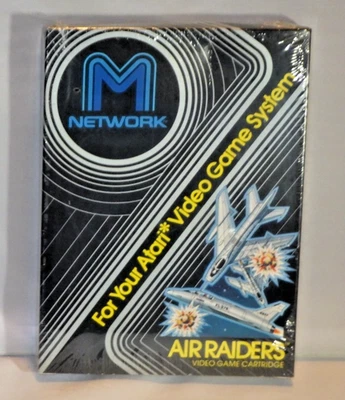 M
NETWORK
For Your Atari* Video Game System
AIR RAIDERS
VIDEO GAME CARTRIDGE